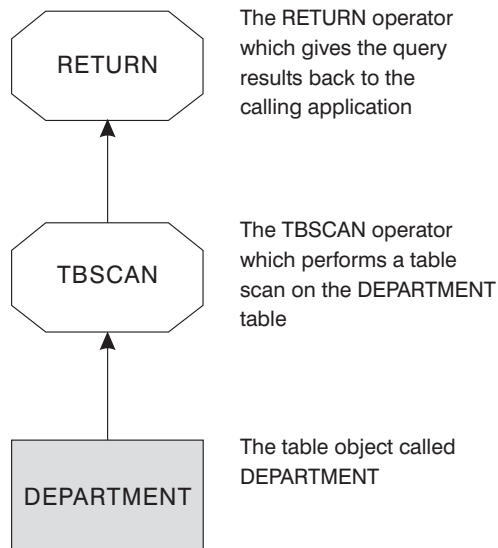 RETURN
The RETURN operator
which gives the query
results back to the
calling application
TBSCAN
The TBSCAN operator
which performs a table
scan on the DEPARTMENT
table
DEPARTMENT
The table object called
DEPARTMENT